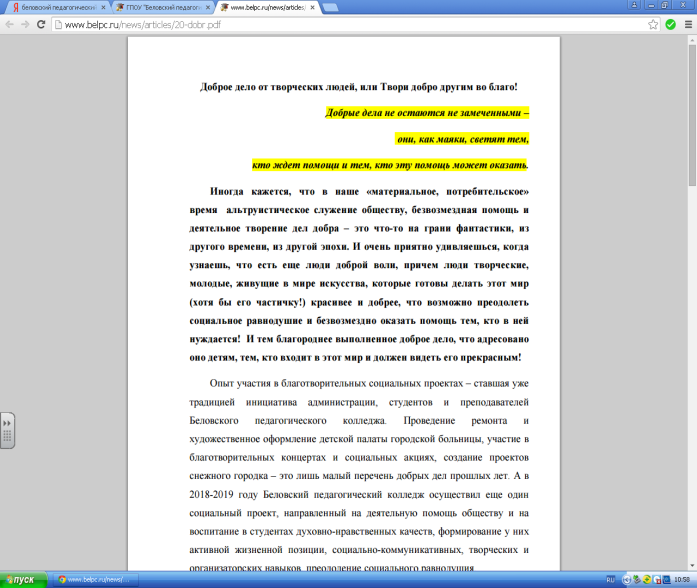 беловский педагогический
ГПОУ "Беловский педагог
www.belpc.ru/news/articles
www.belpc.ru/news/articles/20-dobr.pdf
Доброе дело от творческих людей, или Твори добро другим во благо!
Добрые дела не остаются не замеченными –
они, как маяки, светят тем,
кто ждет помощи и тем, кто эту помощь может оказать.
Иногда кажется, что в наше «материальное, потребительское»
время альтруистическое служение обществу, безвозмездная помощь и
деятельное творение дел добра – это что-то на грани фантастики, из
другого времени, из другой эпохи. И очень приятно удивляешься, когда
узнаешь, что есть еще люди доброй воли, причем люди творческие,
молодые, живущие в мире искусства, которые готовы делать этот мир
(хотя бы его частичку!) красивее и добрее, что возможно преодолеть
социальное равнодушие и безвозмездно оказать помощь тем, кто в ней
нуждается! И тем благороднее выполненное доброе дело, что адресовано
оно детям, тем, кто входит в этот мир и должен видеть его прекрасным!
Опыт участия в благотворительных социальных проектах – ставшая уже
традицией инициатива администрации, студентов и преподавателей
Беловского педагогического колледжа. Проведение ремонта и
художественное оформление детской палаты городской больницы, участие в
благотворительных концертах и социальных акциях, создание проектов
снежного городка – это лишь малый перечень добрых дел прошлых лет. А в
2018-2019 году Беловский педагогический колледж осуществил еще один
социальный проект, направленный на деятельную помощь обществу и на
воспитание в студентах духовно-нравственных качеств, формирование у них
активной жизненной позиции, социально-коммуникативных, творческих и
организаторских навыков, преодоление социального равнодушия
пуск
www.belpc.ru/news/...
RU
10:58